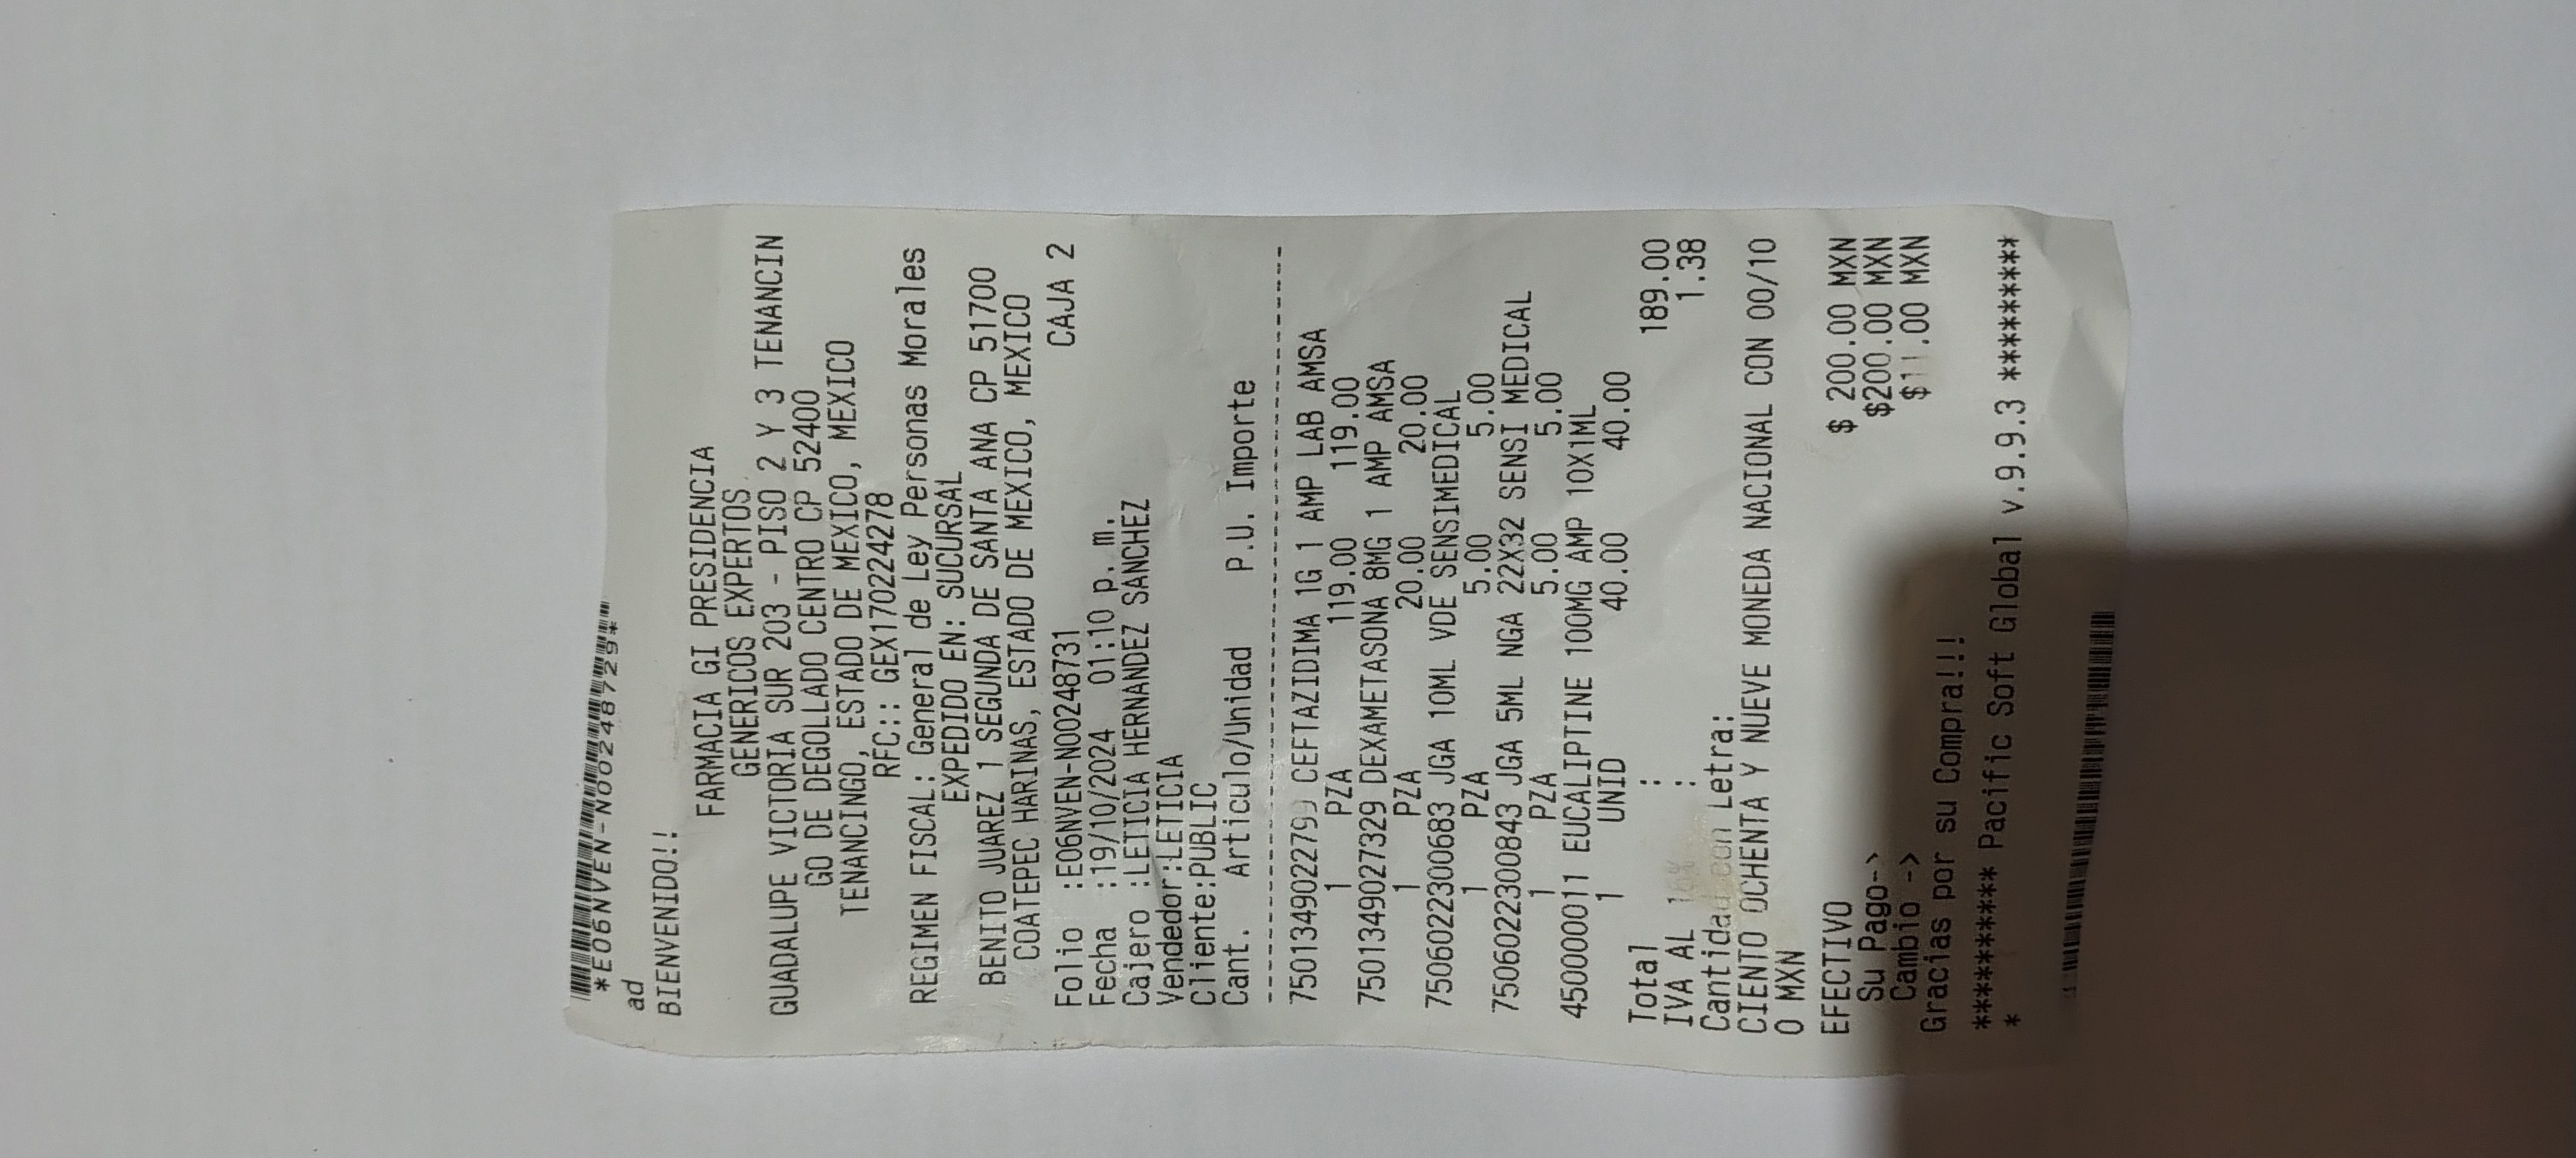 *E06NVEN-N00248729*
ad
BIENVENIDO!!
FARMACIA GI PRESIDENCIA
GENERICOS EXPERTOS
GUADALUPE VICTORIA SUR 203 - PISO 2 Y 3 TENANCIN
GO DE DEGOLLADO CENTRO CP 52400
TENANCINGO, ESTADO DE MEXICO, MEXICO
RFC:: GEX170224278
REGIMEN FISCAL: General de Ley Personas Morales
EXPEDIDO EN: SUCURSAL
BENITO JUAREZ 1 SEGUNDA DE SANTA ANA CP 51700
COATEPEC HARINAS, ESTADO DE MEXICO, MEXICO
Folio :E06NVEN-N00248731 CAJA 2
Fecha :19/10/2024 01:10 p.m.
Cajero :LETICIA HERNANDEZ SANCHEZ
Vendedor:LETICIA
Cliente:PUBLIC
Cant. Articulo/Unidad P.U. Importe
7501349022799 CEFTAZIDIMA 1G 1 AMP LAB AMSA
1 PZA 119.00 119.00
7501349027329 DEXAMETASONA 8MG 1 AMP AMSA
1 PZA 20.00 20.00
7506022300683 JGA 10ML VDE SENSIMEDICAL
1 PZA 5.00 5.00
7506022300843 JGA 5ML NGA 22X32 SENSI MEDICAL
1 PZA 5.00 5.00
450000011 EUCALIPTINE 100MG AMP 10X1ML
1 UNID 40.00 40.00
Total : 189.00
IVA AL 16% : 1.38
Cantidad con Letra:
CIENTO OCHENTA Y NUEVE MONEDA NACIONAL CON 00/10
0 MXN
EFECTIVO $ 200.00 MXN
Su Pago--> $200.00 MXN
Cambio -> $11.00 MXN
Gracias por su Compra!!!
********* Pacific Soft Global v.9.9.3 *********
*